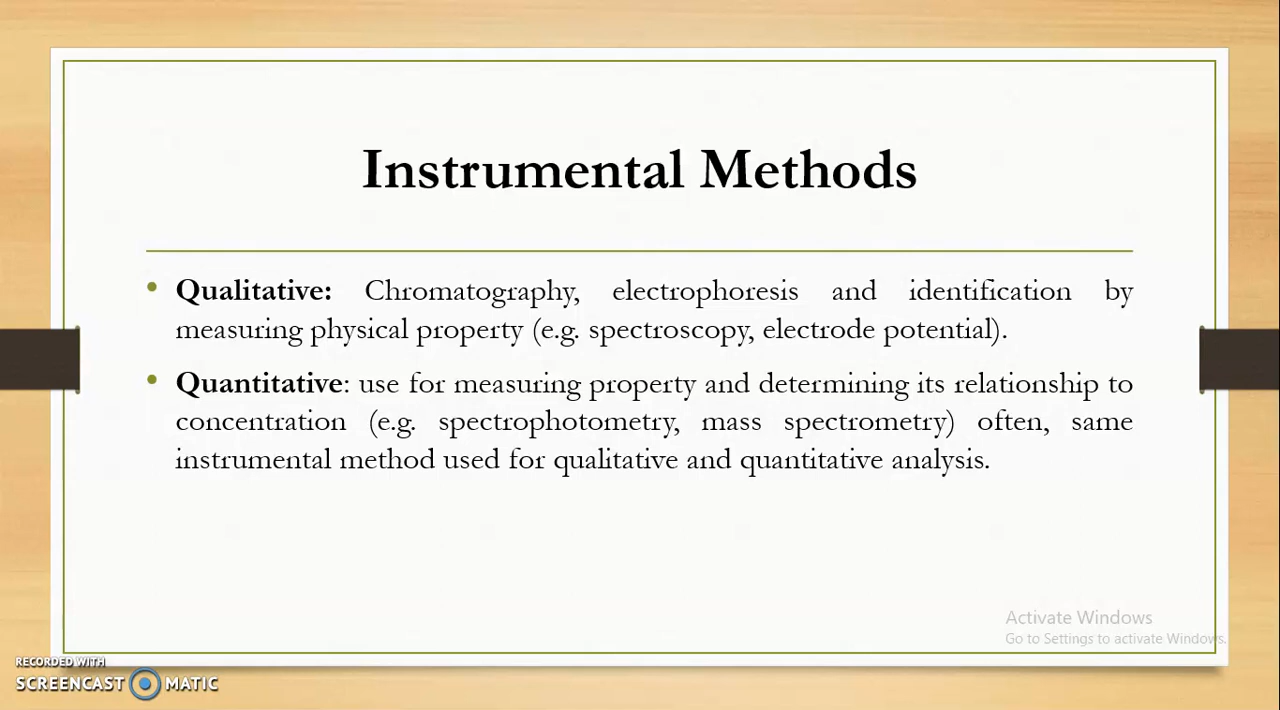 Instrumental Methods
• Qualitative: Chromatography, electrophoresis and identification by
measuring physical property (e.g. spectroscopy, electrode potential).
• Quantitative: use for measuring property and determining its relationship to
concentration (e.g. spectrophotometry, mass spectrometry) often, same
instrumental method used for qualitative and quantitative analysis.
Activate Windows
Go to Settings to activate Windows.
RECORDED WITH
SCREENCAST MATIC